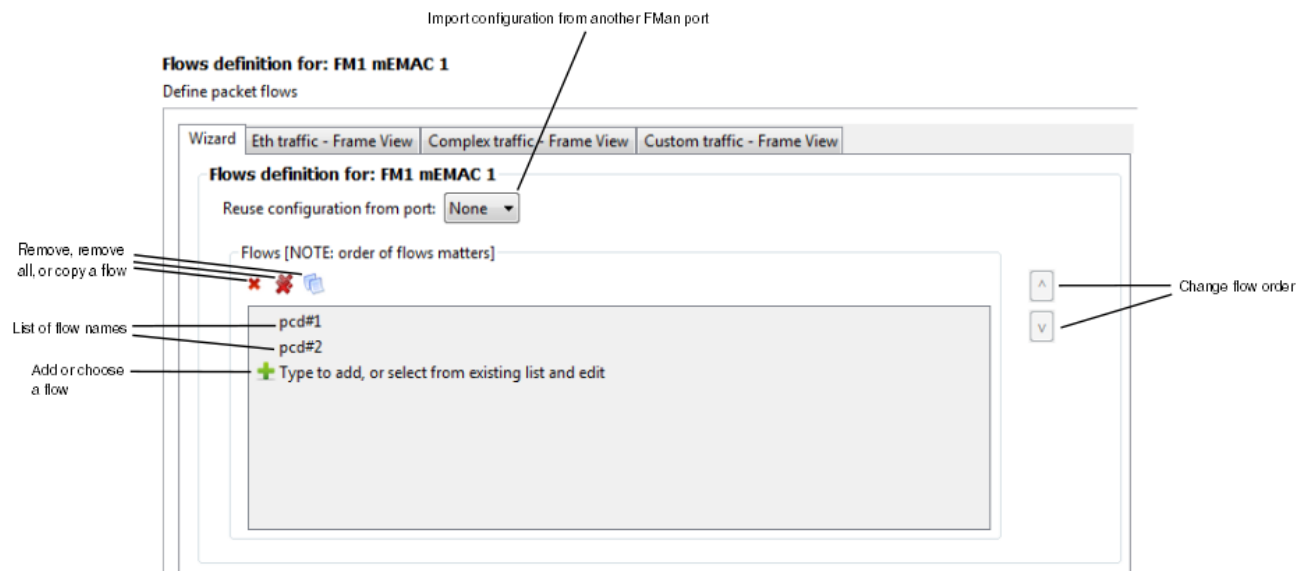 Import configuration from another FMan port
Flows definition for: FM1 mEMAC 1
Define packet flows
Wizard Eth traffic - Frame View Complex traffic - Frame View Custom traffic - Frame View
Flows definition for: FM1 mEMAC 1
Reuse configuration from port: None
Remove, remove
all, or copy a flow
Flows [NOTE: order of flows matters]
^
Change flow order
v
List of flow names
pcd#1
pcd#2
Add or choose
a flow
Type to add, or select from existing list and edit